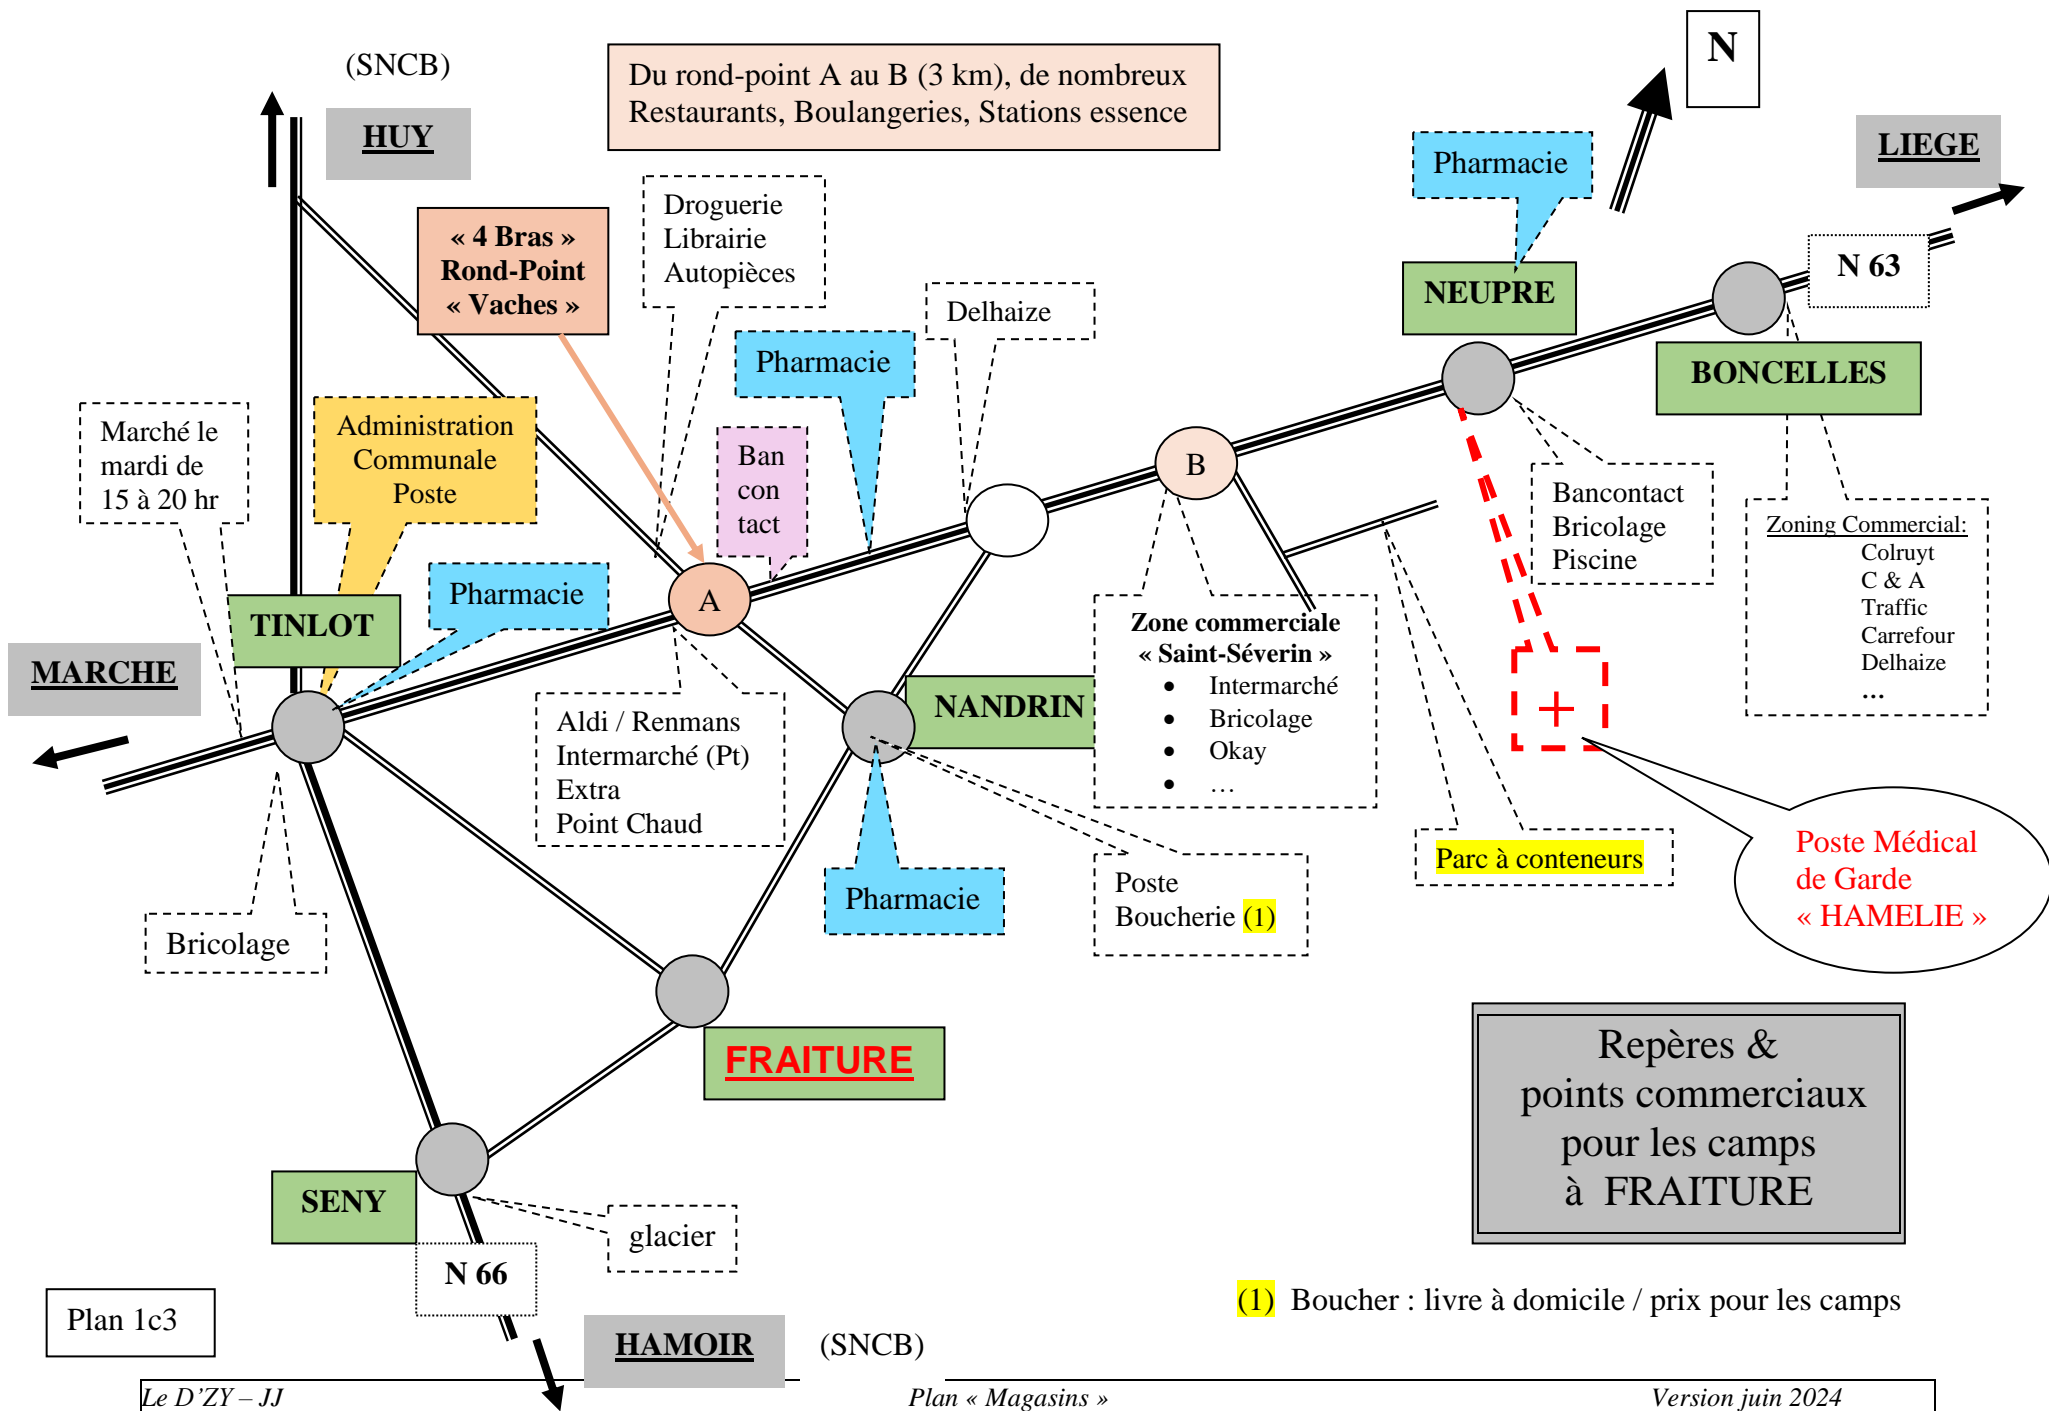 (SNCB)
HUY
Du rond-point A au B (3 km), de nombreux
Restaurants, Boulangeries, Stations essence
N
LIEGE
Pharmacie
N 63
Droguerie
Librairie
Autopièces
« 4 Bras »
Rond-Point
« Vaches »
Delhaize
NEUPRE
Pharmacie
BONCELLES
Marché le
mardi de
15 à 20 hr
Administration
Communale
Poste
Ban
con
tact
B
Bancontact
Bricolage
Piscine
Zoning Commercial:
Colruyt
C & A
Traffic
Carrefour
Delhaize
...
TINLOT
Pharmacie
A
MARCHE
Zone commerciale
« Saint-Séverin »
• Intermarché
• Bricolage
• Okay
• …
NANDRIN
Aldi / Renmans
Intermarché (Pt)
Extra
Point Chaud
Bricolage
Pharmacie
Poste
Boucherie (1)
Parc à conteneurs
Poste Médical
de Garde
« HAMELIE »
FRAITURE
Repères &
points commerciaux
pour les camps
à FRAITURE
SENY
glacier
N 66
(1) Boucher : livre à domicile / prix pour les camps
Plan 1c3
HAMOIR
(SNCB)
Le D’ZY – JJ
Plan « Magasins »
Version juin 2024